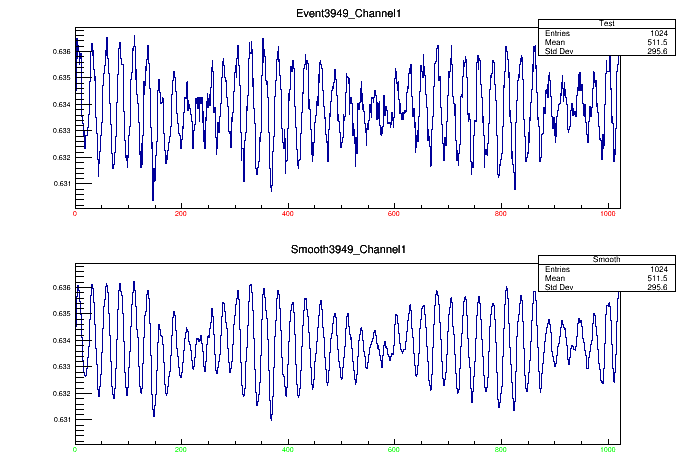 Event3949_Channel1
Test
Entries 1024
Mean 511.5
Std Dev 295.6
0.636
0.635
0.634
0.633
0.632
0.631
0 200 400 600 800 1000
Smooth3949_Channel1
Smooth
Entries 1024
Mean 511.5
Std Dev 295.6
0.636
0.635
0.634
0.633
0.632
0.631
0 200 400 600 800 1000